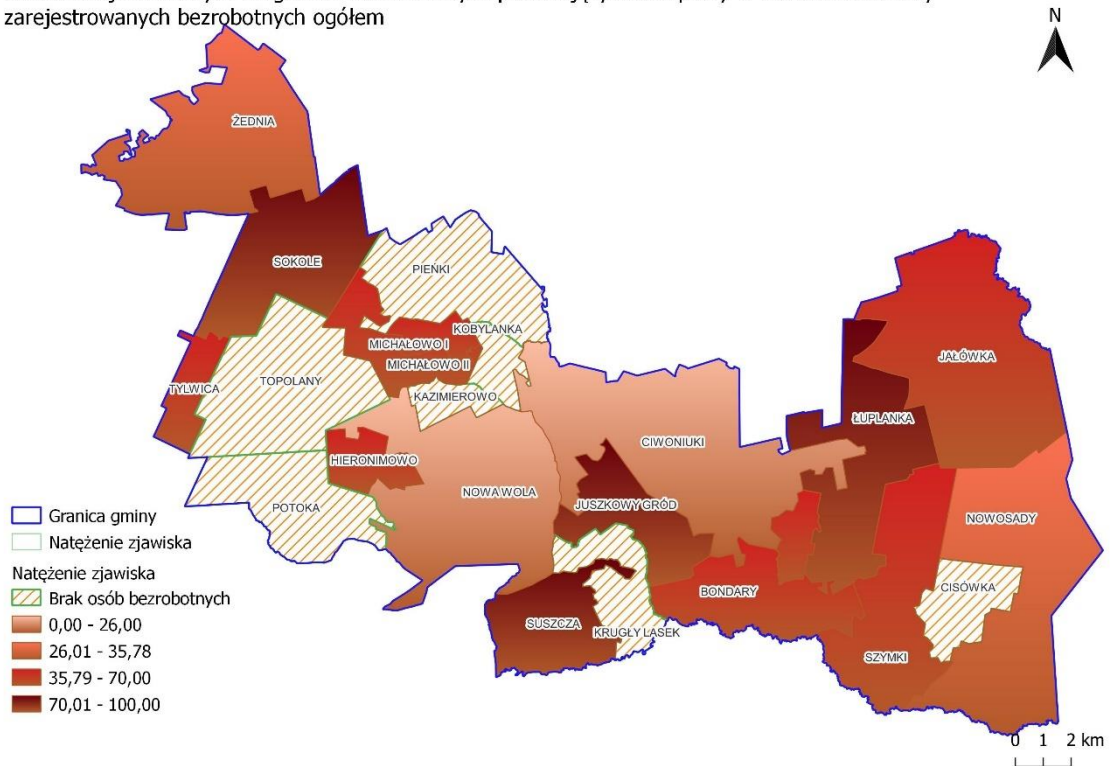 zarejestrowanych bezrobotnych ogółem
N
ŻEDNIA
SOKOLE
PIEŃKI
KOBYLANKA
MICHAŁOWO I
MICHAŁOWO II
JAŁÓWKA
TYLWICA
TOPOLANY
KAZIMIEROWO
ŁUPLANKA
CIWONIUKI
HIERONIMOWO
NOWA WOLA
JUSZKOWY GRÓD
POTOKA
NOWOSADY
CISÓWKA
BONDARY
SUSZCZA
KRUGŁY LASEK
SZYMKI
Granica gminy
Natężenie zjawiska
Natężenie zjawiska
Brak osób bezrobotnych
0,00 - 26,00
26,01 - 35,78
35,79 - 70,00
70,01 - 100,00
0 1 2 km